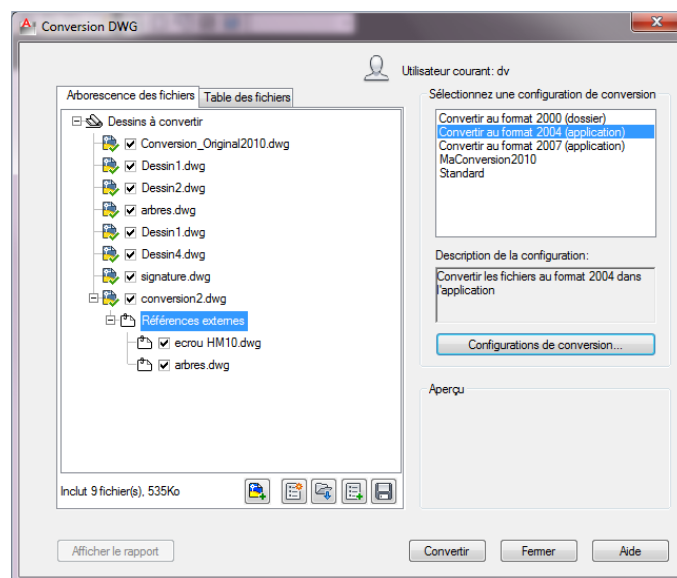 Conversion DWG
Utilisateur courant: dv
Arborescence des fichiers
Table des fichiers
Dessins à convertir
Conversion_Original2010.dwg
Dessin1.dwg
Dessin2.dwg
arbres.dwg
Dessin1.dwg
Dessin4.dwg
signature.dwg
conversion2.dwg
Références externes
ecrou HM10.dwg
arbres.dwg
Inclut 9 fichier(s), 535Ko
Afficher le rapport
Sélectionnez une configuration de conversion
Convertir au format 2000 (dossier)
Convertir au format 2004 (application)
Convertir au format 2007 (application)
MaConversion2010
Standard
Description de la configuration:
Convertir les fichiers au format 2004 dans
l'application
Configurations de conversion...
Aperçu
Convertir
Fermer
Aide